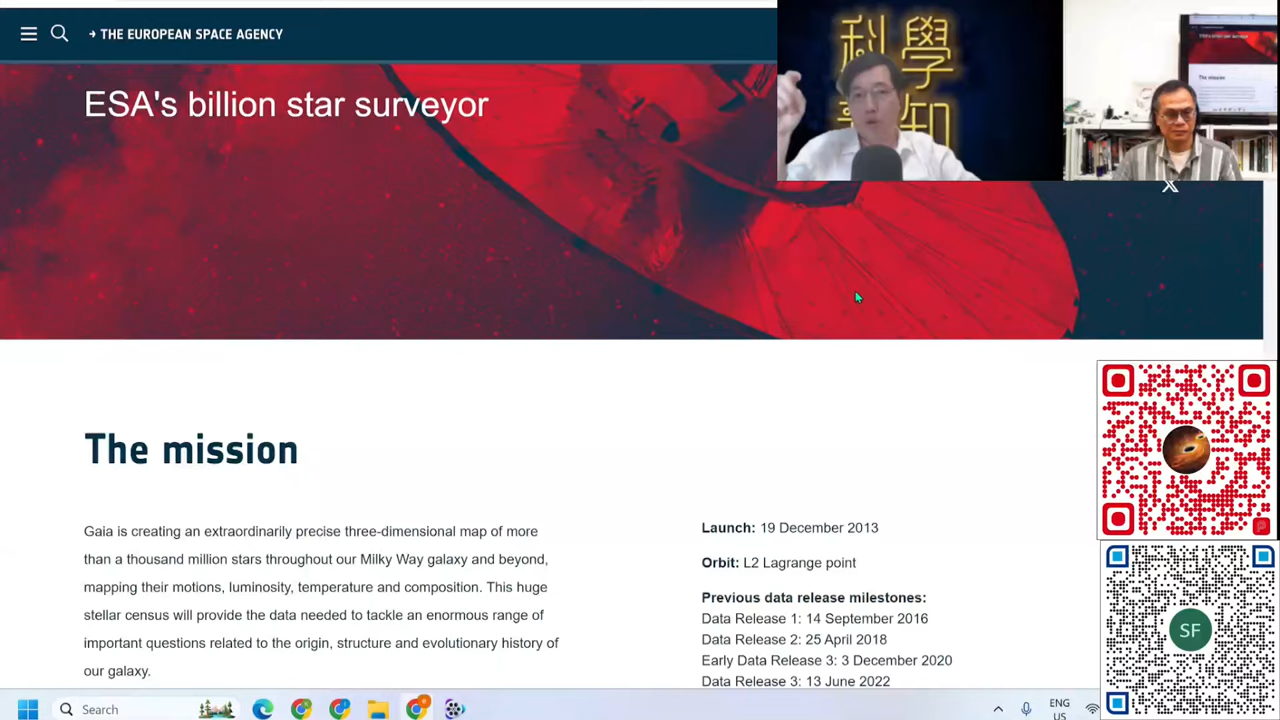 → THE EUROPEAN SPACE AGENCY
ESA's billion star surveyor
科學
知
The mission
Gaia is creating an extraordinarily precise three-dimensional map of more
than a thousand million stars throughout our Milky Way galaxy and beyond,
mapping their motions, luminosity, temperature and composition. This huge
stellar census will provide the data needed to tackle an enormous range of
important questions related to the origin, structure and evolutionary history of
our galaxy.
Launch: 19 December 2013
Orbit: L2 Lagrange point
Previous data release milestones:
Data Release 1: 14 September 2016
Data Release 2: 25 April 2018
Early Data Release 3: 3 December 2020
Data Release 3: 13 June 2022
The mission
SF
Search
ENG
US